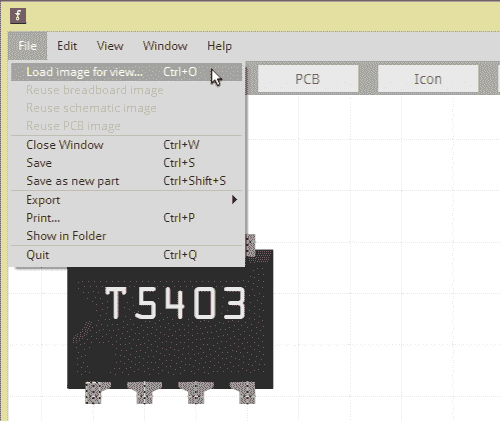 f
File Edit View Window Help
PCB Icon
Load image for view... Ctrl+O
Reuse breadboard image
Reuse schematic image
Reuse PCB image
Close Window Ctrl+W
Save Ctrl+S
Save as new part Ctrl+Shift+S
Export
Print... Ctrl+P
Show in Folder
Quit Ctrl+Q
T5403